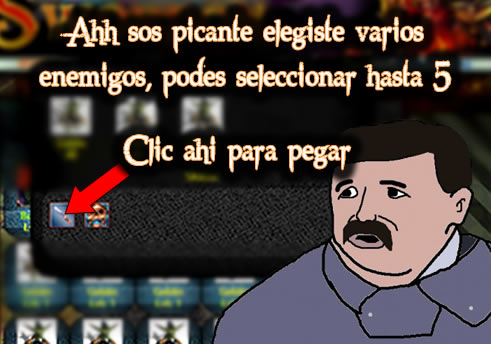 Ahh sos picante elegiste varios
enemigos, podes seleccionar hasta 5
Clic ahi para pegar